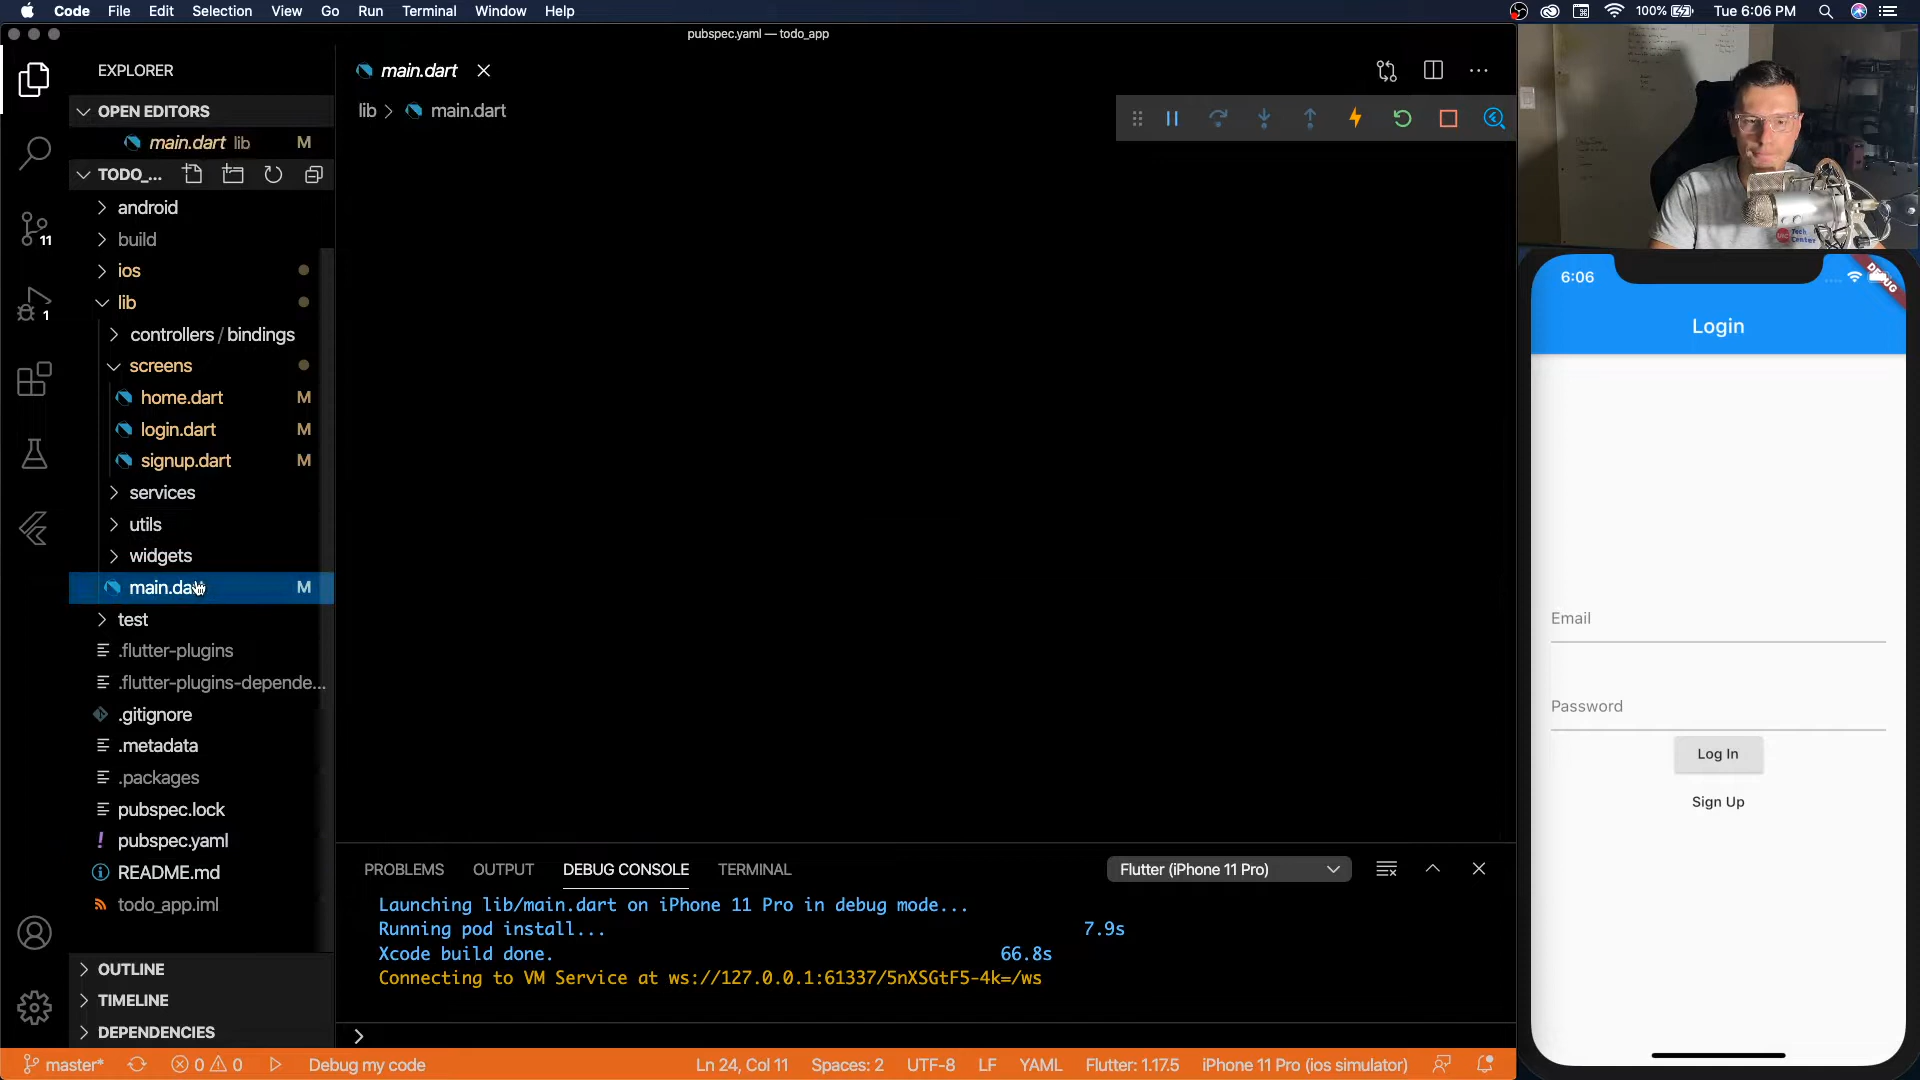 Code File Edit Selection View Go Run Terminal Window Help
100% Tue 6:06 PM
pubspec.yaml — todo_app
EXPLORER
OPEN EDITORS
main.dart lib M
TODO_...
android
build
ios
lib
controllers / bindings
screens
home.dart M
login.dart M
signup.dart M
services
utils
widgets
main.dart M
test
.flutter-plugins
.flutter-plugins-depende...
.gitignore
.metadata
.packages
pubspec.lock
pubspec.yaml
README.md
todo_app.iml
OUTLINE
TIMELINE
DEPENDENCIES
11
1
main.dart
lib > main.dart
PROBLEMS OUTPUT DEBUG CONSOLE TERMINAL
Flutter (iPhone 11 Pro)
Launching lib/main.dart on iPhone 11 Pro in debug mode...
Running pod install... 7.9s
Xcode build done. 66.8s
Connecting to VM Service at ws://127.0.0.1:61337/5nXSGtF5-4k=/ws
master* 0 0 Debug my code Ln 24, Col 11 Spaces: 2 UTF-8 LF YAML Flutter: 1.17.5 iPhone 11 Pro (ios simulator)
Tech
Center
6:06
DEBUG
Login
Email
Password
Log In
Sign Up